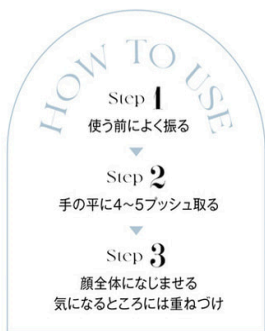 HOW TO USE
Step 1
使う前によく振る
Step 2
手の平に4~5プッシュ取る
Step 3
顔全体になじませる
気になるところには重ねづけ